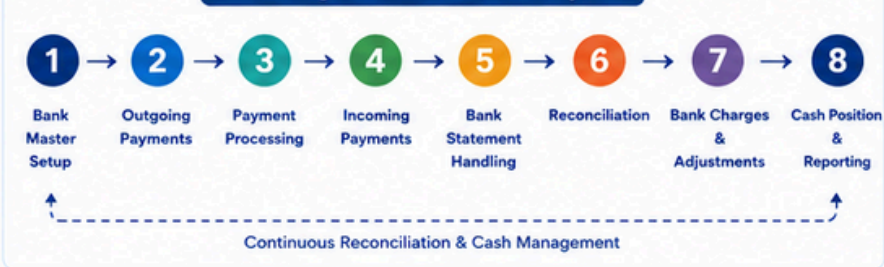 1
2
3
4
5
6
7
8
Bank
Master
Setup
Outgoing
Payments
Payment
Processing
Incoming
Payments
Bank
Statement
Handling
Reconciliation
Bank Charges
&
Adjustments
Cash Position
&
Reporting
Continuous Reconciliation & Cash Management